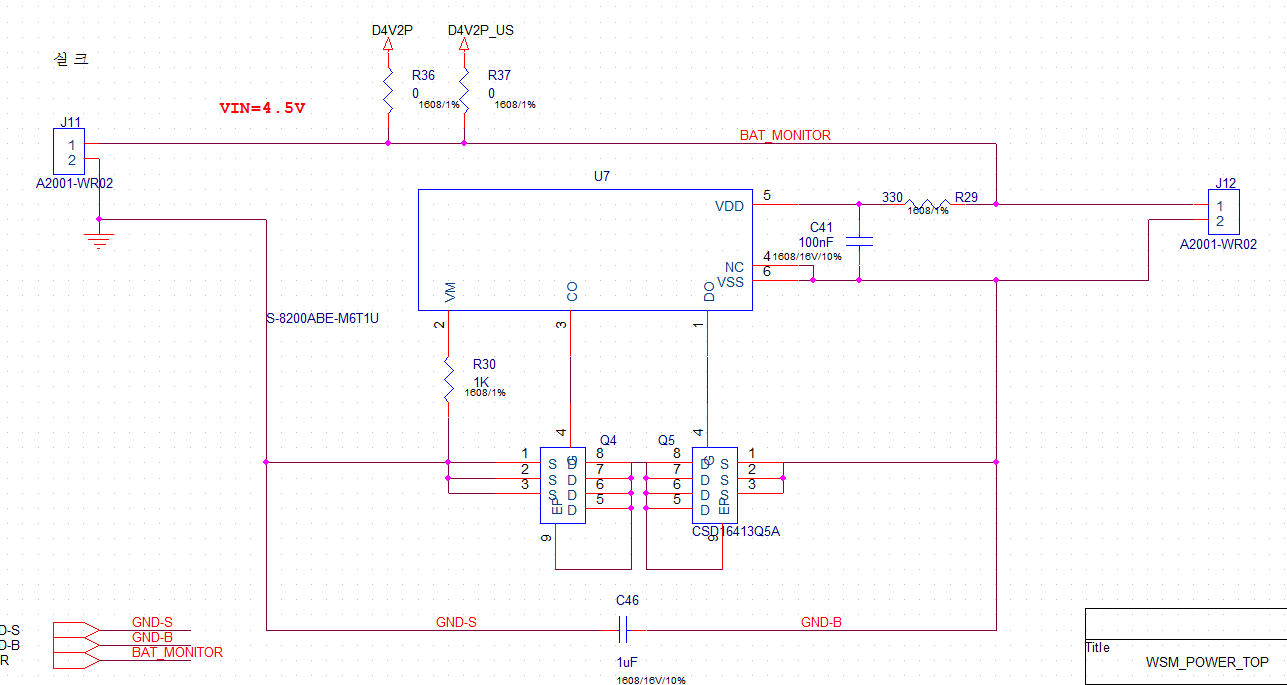 D4V2P D4V2P_US
실 크
R36 R37
0 0
1608/1% 1608/1%
VIN=4.5V
J11
BAT_MONITOR
1
2
A2001-WR02
U7
J12
VDD 5
330 R29
1608/1%
1
2
C41
100nF
1608/16V/10%
A2001-WR02
NC 4
VSS 6
VM CO DO
S-8200ABE-M6T1U
2 3 1
R30
1K
1608/1%
4 4
Q4 Q5
1 S D 8 8 D S 1
2 S D 7 7 D S 2
3 S D 6 6 D S 3
EP D 5 5 D EP
G G
CSD16413Q5A
9 9
C46
GND-S GND-B
1uF
1608/16V/10%
D-S GND-S
D-B GND-B
R BAT_MONITOR
Title
WSM_POWER_TOP